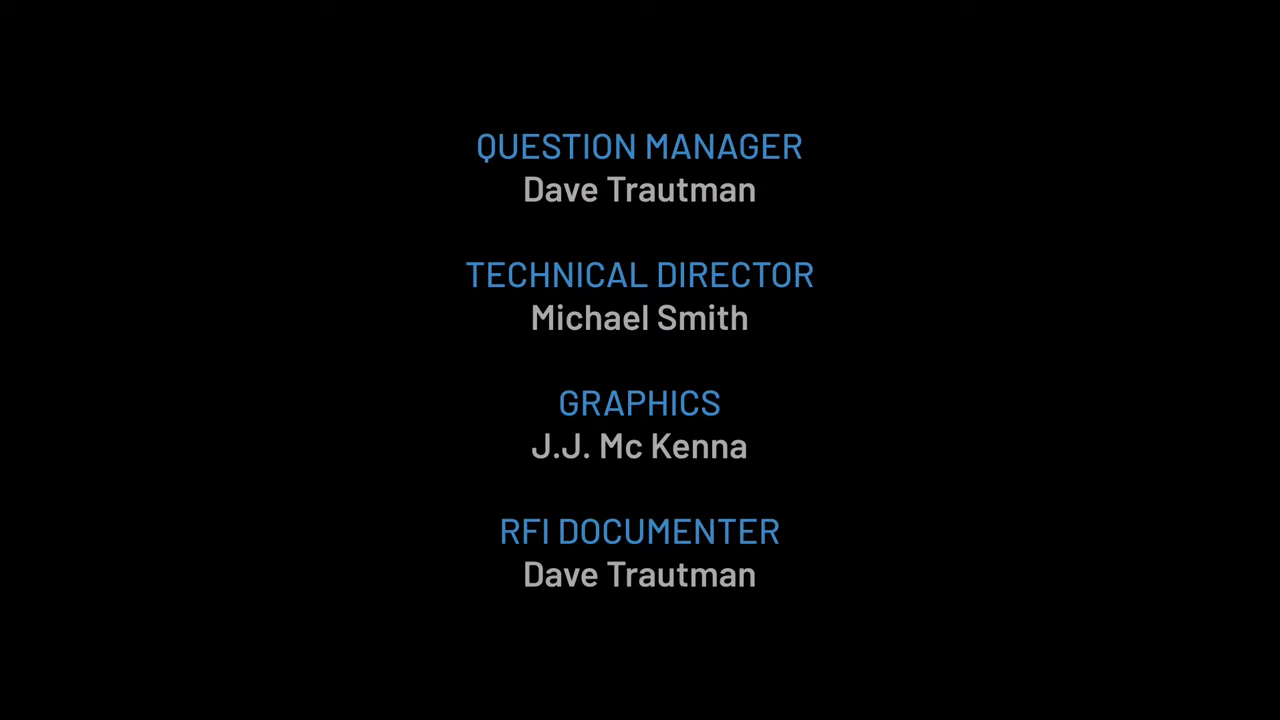 QUESTION MANAGER
Dave Trautman
TECHNICAL DIRECTOR
Michael Smith
GRAPHICS
J.J. Mc Kenna
RFI DOCUMENTER
Dave Trautman